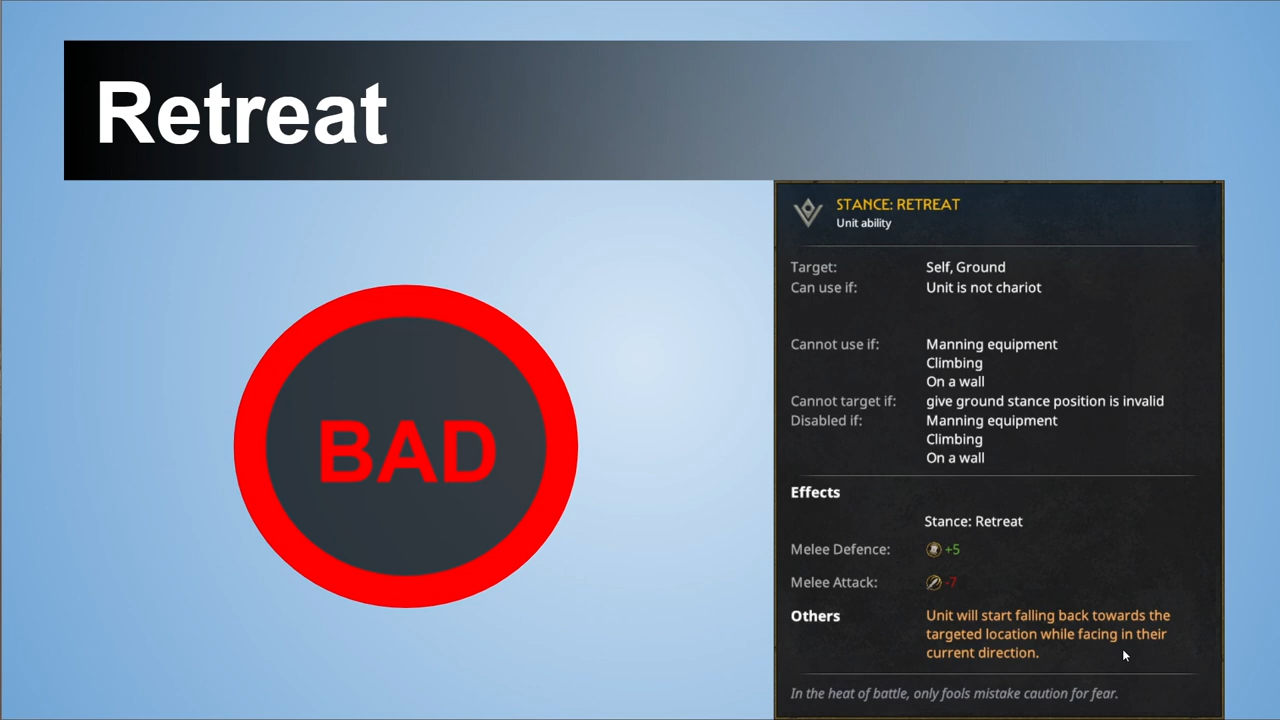 Retreat
BAD
STANCE: RETREAT
Unit ability
Target: Self, Ground
Can use if: Unit is not chariot
Cannot use if: Manning equipment
Climbing
On a wall
Cannot target if: give ground stance position is invalid
Disabled if: Manning equipment
Climbing
On a wall
Effects
Stance: Retreat
Melee Defence: +5
Melee Attack: -7
Others Unit will start falling back towards the
targeted location while facing in their
current direction.
In the heat of battle, only fools mistake caution for fear.